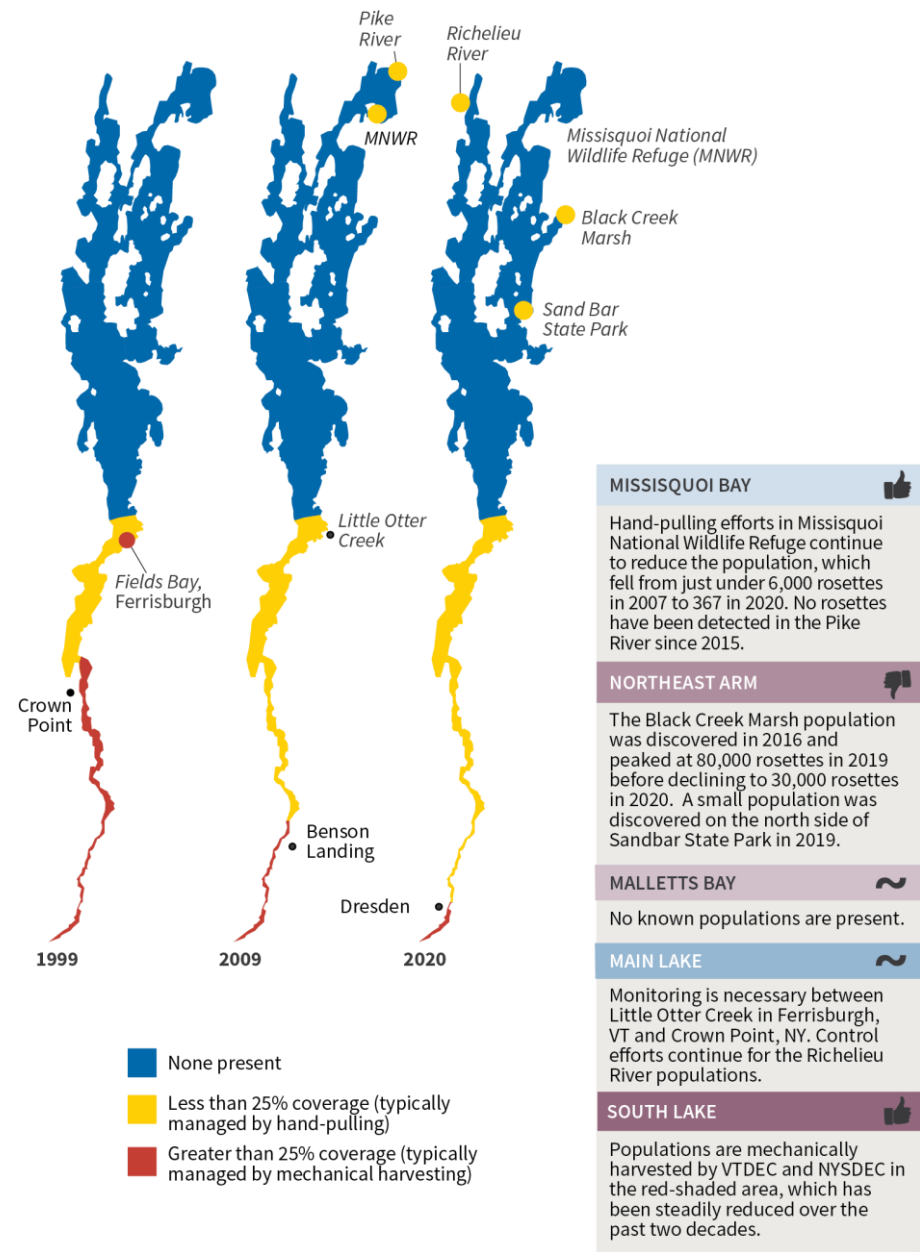 Pike
River
MNWR
Richelieu
River
Missisquoi National
Wildlife Refuge (MNWR)
Black Creek
Marsh
Sand Bar
State Park
Fields Bay,
Ferrisburgh
Little Otter
Creek
Crown
Point
Benson
Landing
Dresden
1999
2009
2020
None present
Less than 25% coverage (typically
managed by hand-pulling)
Greater than 25% coverage (typically
managed by mechanical harvesting)
MISSISQUOI BAY
Hand-pulling efforts in Missisquoi
National Wildlife Refuge continue
to reduce the population, which
fell from just under 6,000 rosettes
in 2007 to 367 in 2020. No rosettes
have been detected in the Pike
River since 2015.
NORTHEAST ARM
The Black Creek Marsh population
was discovered in 2016 and
peaked at 80,000 rosettes in 2019
before declining to 30,000 rosettes
in 2020. A small population was
discovered on the north side of
Sandbar State Park in 2019.
MALLETTS BAY
No known populations are present.
MAIN LAKE
Monitoring is necessary between
Little Otter Creek in Ferrisburgh,
VT and Crown Point, NY. Control
efforts continue for the Richelieu
River populations.
SOUTH LAKE
Populations are mechanically
harvested by VTDEC and NYSDEC in
the red-shaded area, which has
been steadily reduced over the
past two decades.